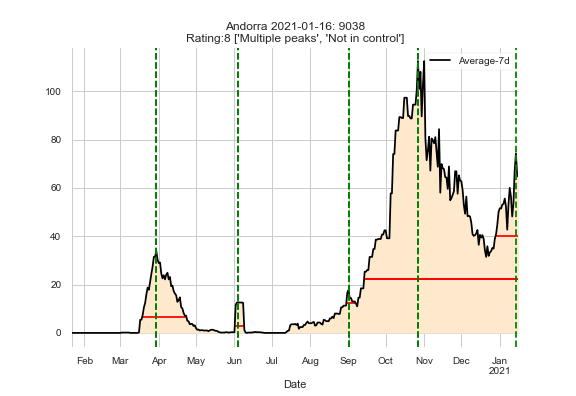 Andorra 2021-01-16: 9038
Rating:8 ['Multiple peaks', 'Not in control']
Average-7d
100
80
60
40
20
0
Feb Mar Apr May Jun Jul Aug Sep Oct Nov Dec Jan
2021
Date